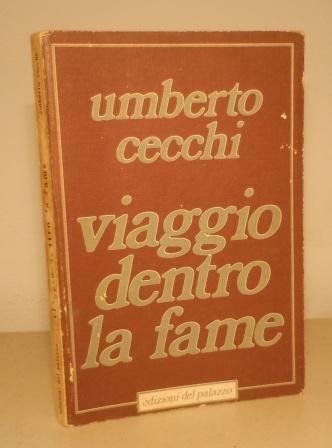 umberto
cecchi
viaggio
dentro
la fame
edizioni del palazzo